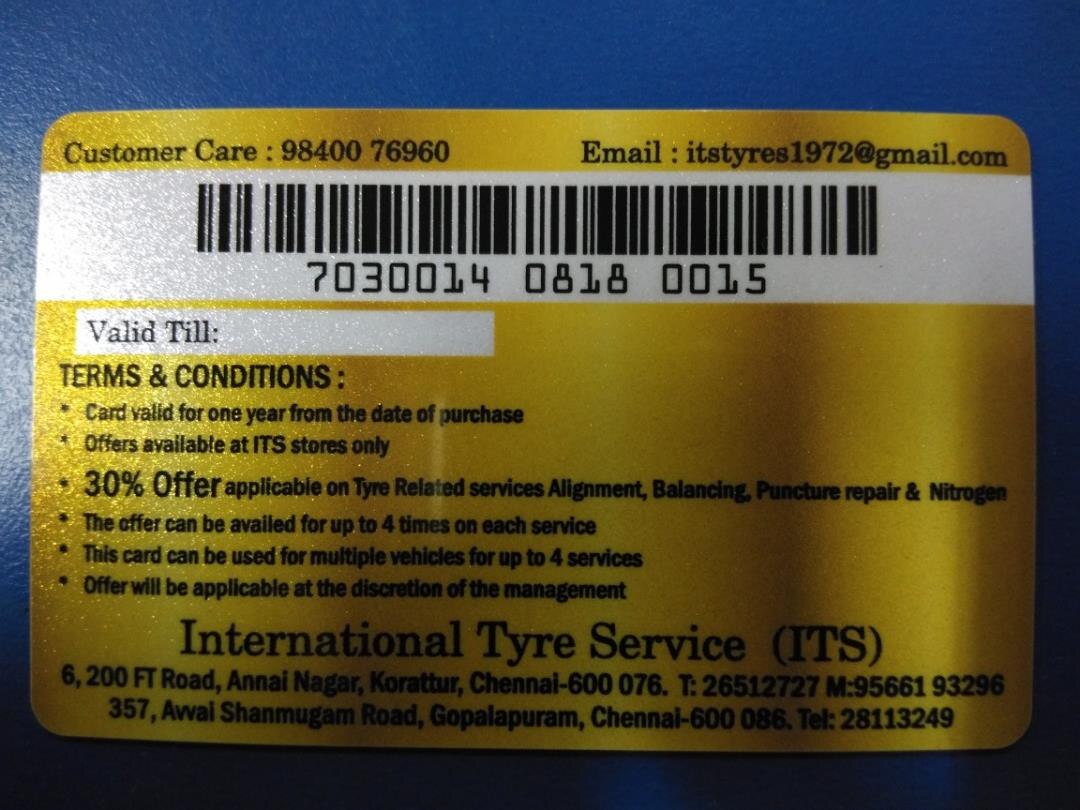 Customer Care : 98400 76960 Email : itstyres1972@gmail.com
7030014 0818 0015
Valid Till:
TERMS & CONDITIONS :
* Card valid for one year from the date of purchase
* Offers available at ITS stores only
* 30% Offer applicable on Tyre Related services Alignment, Balancing, Puncture repair & Nitrogen
* The offer can be availed for up to 4 times on each service
* This card can be used for multiple vehicles for up to 4 services
* Offer will be applicable at the discretion of the management
International Tyre Service (ITS)
6, 200 FT Road, Annai Nagar, Korattur, Chennai-600 076. T: 26512727 M:95661 93296
357, Avvai Shanmugam Road, Gopalapuram, Chennai-600 086. Tel: 28113249